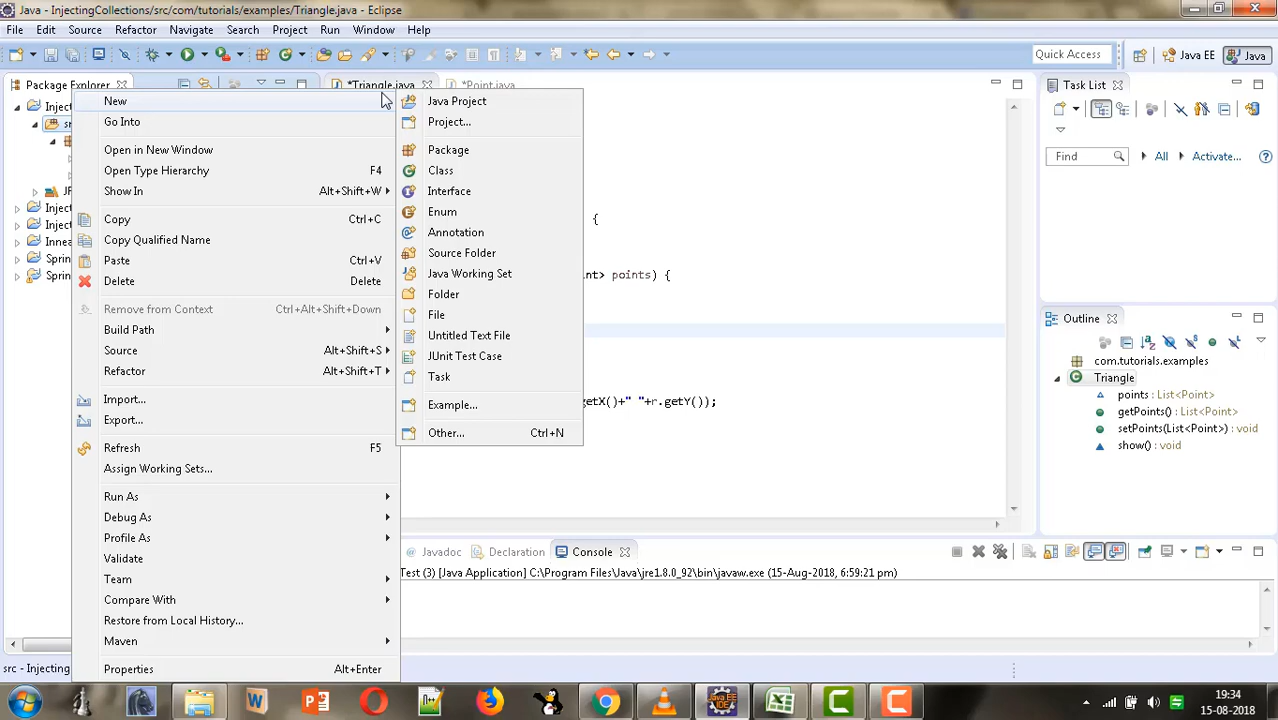 Java - InjectingCollections/src/com/tutorials/examples/Triangle.java - Eclipse
File Edit Source Refactor Navigate Search Project Run Window Help
Quick Access
Java EE
Java
Package Explorer
*Triangle.java
*Point.java
Task List
Inject
Inject
Inject
Innea
Sprin
Sprin
New
Go Into
Open in New Window
Open Type Hierarchy F4
Show In Alt+Shift+W
Copy Ctrl+C
Copy Qualified Name
Paste Ctrl+V
Delete Delete
Remove from Context Ctrl+Alt+Shift+Down
Build Path
Source Alt+Shift+S
Refactor Alt+Shift+T
Import...
Export...
Refresh F5
Assign Working Sets...
Run As
Debug As
Profile As
Validate
Team
Compare With
Restore from Local History...
Maven
Properties Alt+Enter
Java Project
Project...
Package
Class
Interface
Enum
Annotation
Source Folder
Java Working Set
Folder
File
Untitled Text File
JUnit Test Case
Task
Example...
Other... Ctrl+N
{
nt> points) {
getX()+" "+r.getY());
Find All Activate...
Outline
com.tutorials.examples
Triangle
points : List<Point>
getPoints() : List<Point>
setPoints(List<Point>) : void
show() : void
@ Javadoc Declaration Console
Test (3) [Java Application] C:\Program Files\Java\jre1.8.0_92\bin\javaw.exe (15-Aug-2018, 6:59:21 pm)
src - Injecting
19:34
15-08-2018